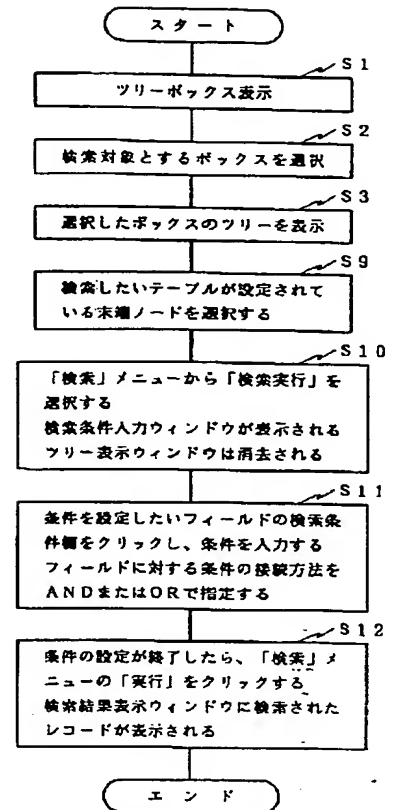 スタート
S1
ツリーボックス表示
S2
検索対象とするボックスを選択
S3
選択したボックスのツリーを表示
S9
検索したいテーブルが設定されて
いる末端ノードを選択する
S10
「検索」メニューから「検索実行」を
選択する
検索条件入力ウィンドウが表示される
ツリー表示ウィンドウは消去される
S11
条件を設定したいフィールドの検索条
件欄をクリックし、条件を入力する
フィールドに対する条件の接続方法を
ANDまたはORで指定する
S12
条件の設定が終了したら、「検索」メ
ニューの「実行」をクリックする
検索結果表示ウィンドウに検索された
レコードが表示される
エンド